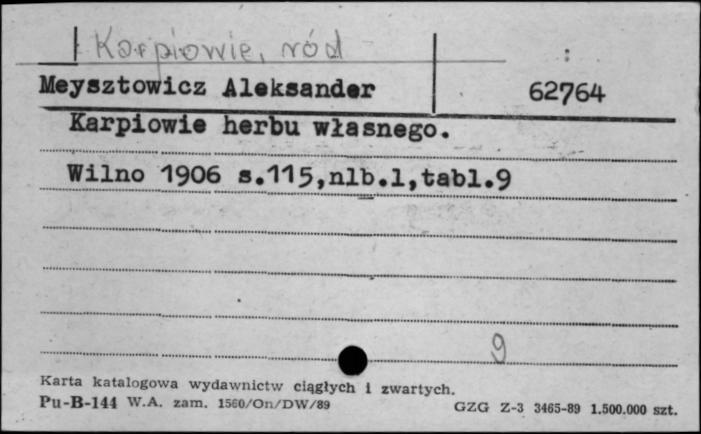 Karpiowie, ród
Meysztowicz Aleksander 62764
Karpiowie herbu własnego.
Wilno 1906 s.115,nlb.1,tabl.9
9
Karta katalogowa wydawnictw ciągłych i zwartych.
Pu-B-144 W.A. zam. 1560/On/DW/89 GZG Z-3 3465-89 1.500.000 szt.